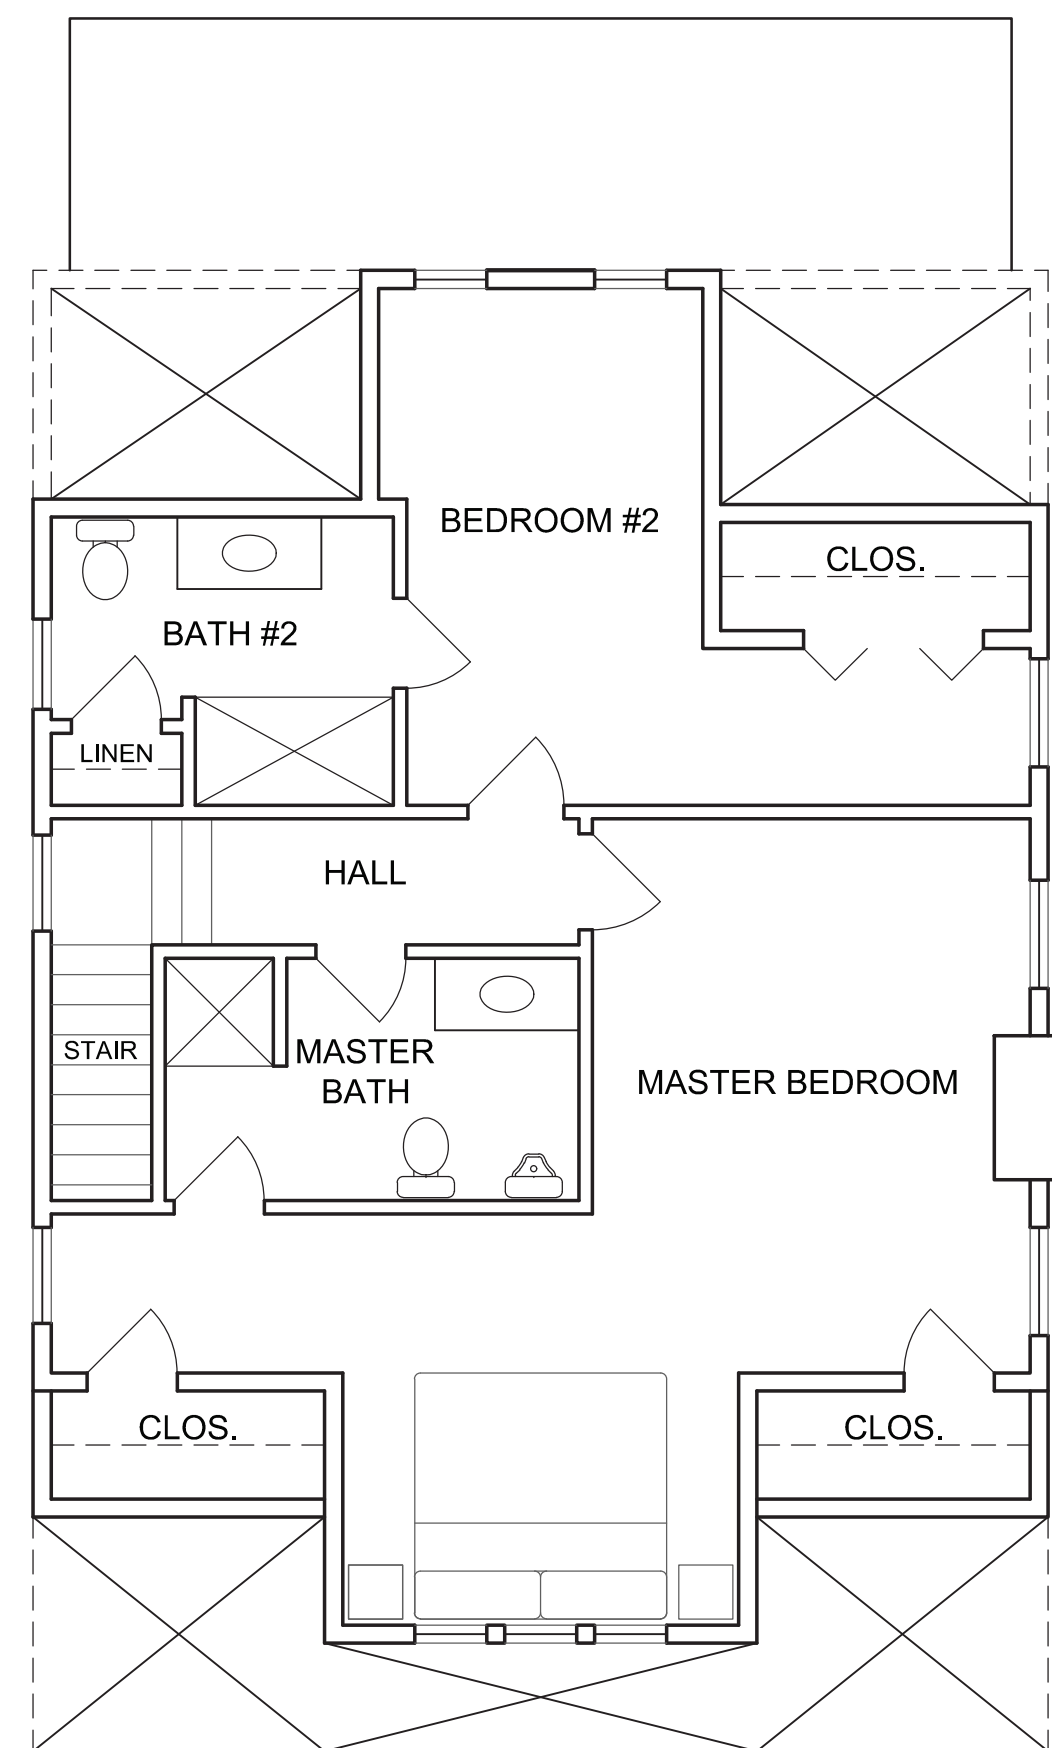 BEDROOM #2
CLOS.
BATH #2
LINEN
HALL
STAIR
MASTER
BATH
MASTER BEDROOM
CLOS.
CLOS.